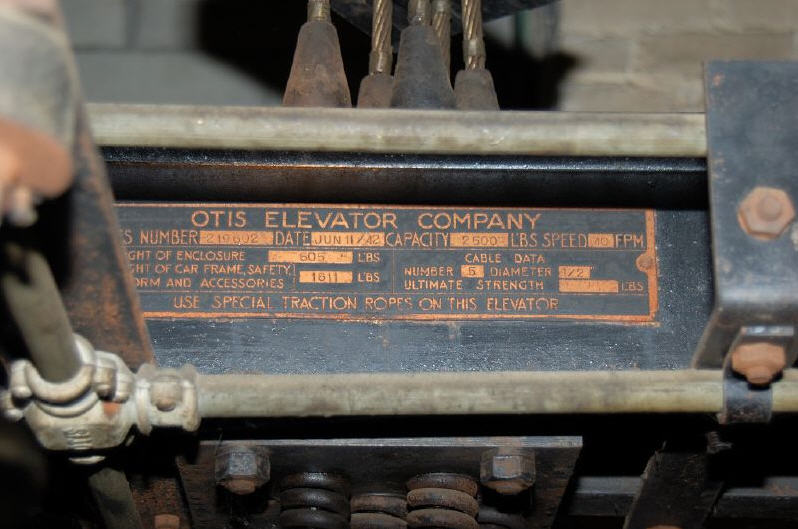 OTIS ELEVATOR COMPANY
S NUMBER 219602 DATE JUN 11/42 CAPACITY 2500 LBS SPEED FPM
GHT OF ENCLOSURE 605 LBS CABLE DATA
GHT OF CAR FRAME, SAFETY, NUMBER 5 DIAMETER 1/2
ORM AND ACCESSORIES 1611 LBS ULTIMATE STRENGTH LBS
USE SPECIAL TRACTION ROPES ON THIS ELEVATOR